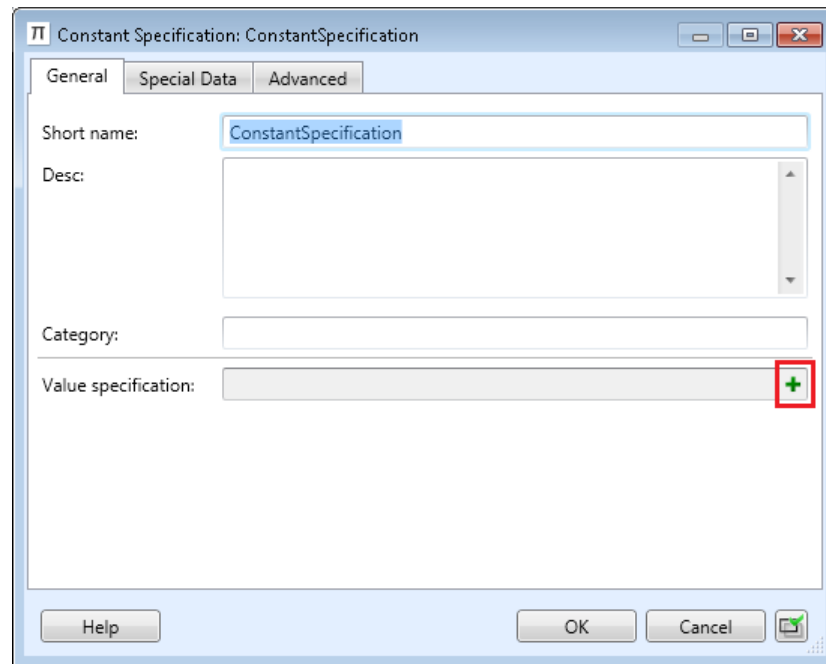 π Constant Specification: ConstantSpecification
General Special Data Advanced
Short name: ConstantSpecification
Desc:
Category:
Value specification:
Help OK Cancel